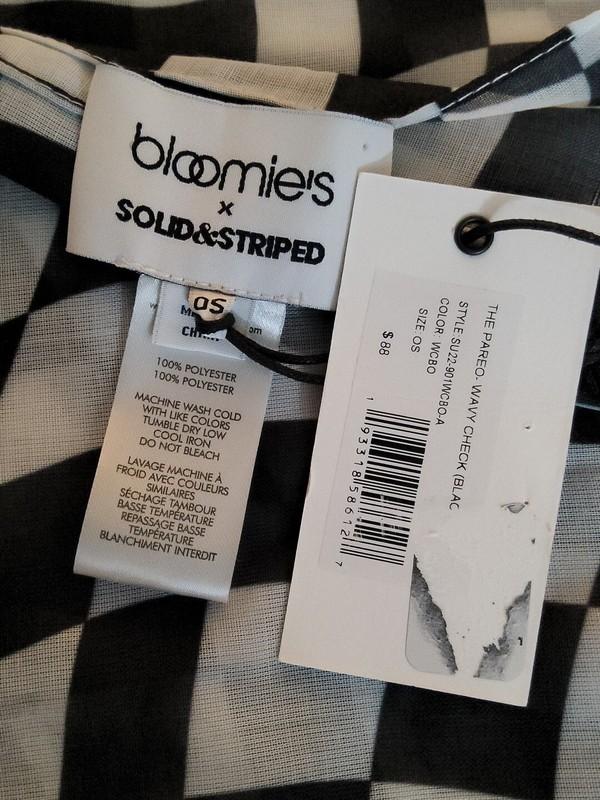 bloomie's
x
SOLID&STRIPED
OS
100% POLYESTER
100% POLYESTER
MACHINE WASH COLD
WITH LIKE COLORS
TUMBLE DRY LOW
COOL IRON
DO NOT BLEACH
LAVAGE MACHINE À
FROID AVEC COULEURS
SIMILAIRES
SÉCHAGE TAMBOUR
BASSE TEMPÉRATURE
REPASSAGE BASSE
TEMPÉRATURE
BLANCHIMENT INTERDIT
THE PAREO- WAVY CHECK (BLAC
STYLE:SU22-901WCBO-A
COLOR: WCBO
SIZE: OS
$ 88
1 93318 58612 7